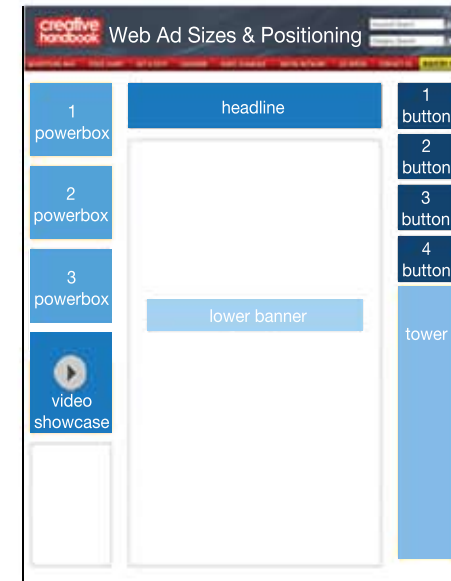 creative
handbook
Web Ad Sizes & Positioning
headline
1
powerbox
2
powerbox
3
powerbox
video
showcase
lower banner
1
button
2
button
3
button
4
button
tower